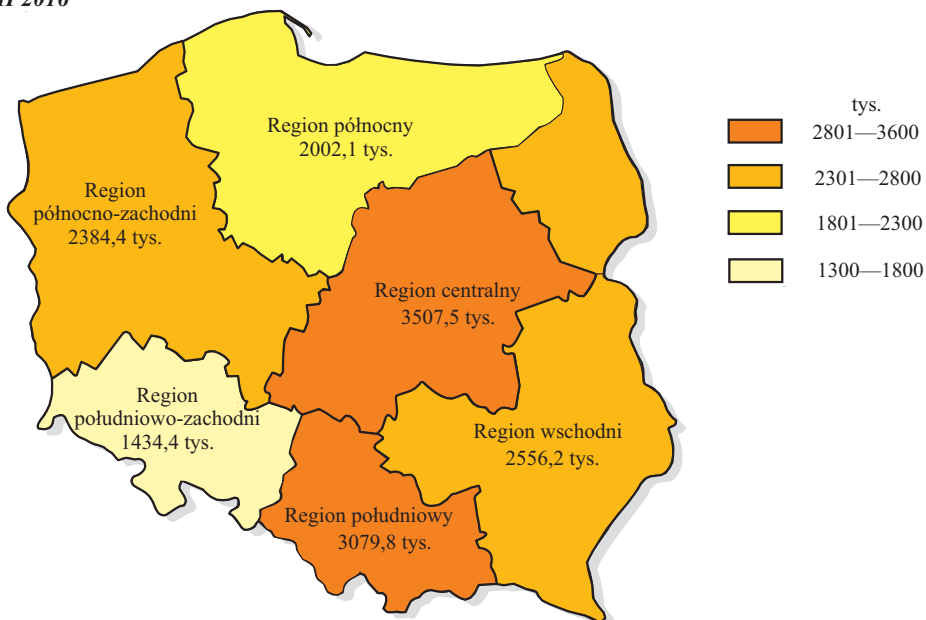 2016
Region północny
2002,1 tys.
Region
północno-zachodni
2384,4 tys.
Region centralny
3507,5 tys.
Region
południowo-zachodni
1434,4 tys.
Region wschodni
2556,2 tys.
Region południowy
3079,8 tys.
tys.
2801—3600
2301—2800
1801—2300
1300—1800